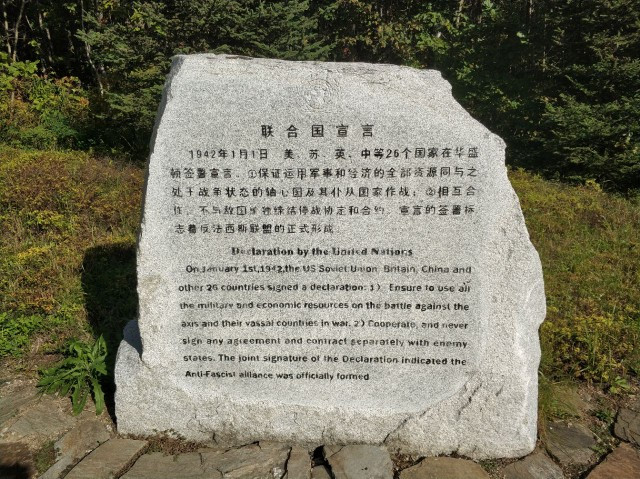 联合国宣言
1942年1月1日 美、苏、英、中等26个国家在华盛
顿签署宣言。①保证运用军事和经济的全部资源同与之
处于战争状态的轴心国及其仆从国家作战；②相互合
作，不与敌国单独缔结停战协定和合约。宣言的签署标
志着反法西斯联盟的正式形成。
Declaration by the United Nations
On January 1st,1942,the US Soviet Union, Britain, China and
other 26 countries signed a declaration: 1） Ensure to use all
the military and economic resources on the battle against the
axis and their vassal countries in war. 2）Cooperate, and never
sign any agreement and contract separately with enemy
states. The joint signature of the Declaration indicated the
Anti-Fascist alliance was officially formed